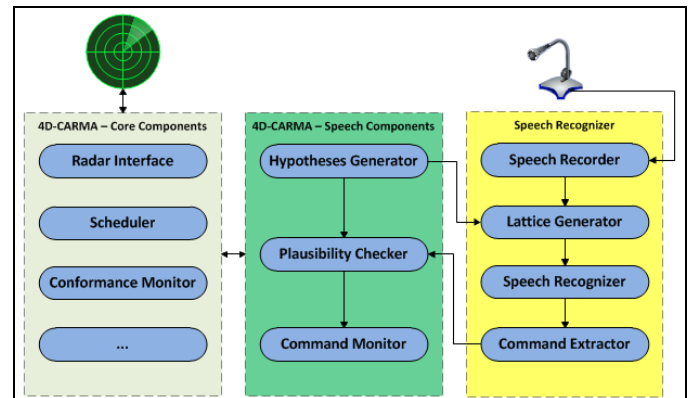 4D-CARMA – Core Components
Radar Interface
Scheduler
Conformance Monitor
...
4D-CARMA – Speech Components
Hypotheses Generator
Plausibility Checker
Command Monitor
Speech Recognizer
Speech Recorder
Lattice Generator
Speech Recognizer
Command Extractor